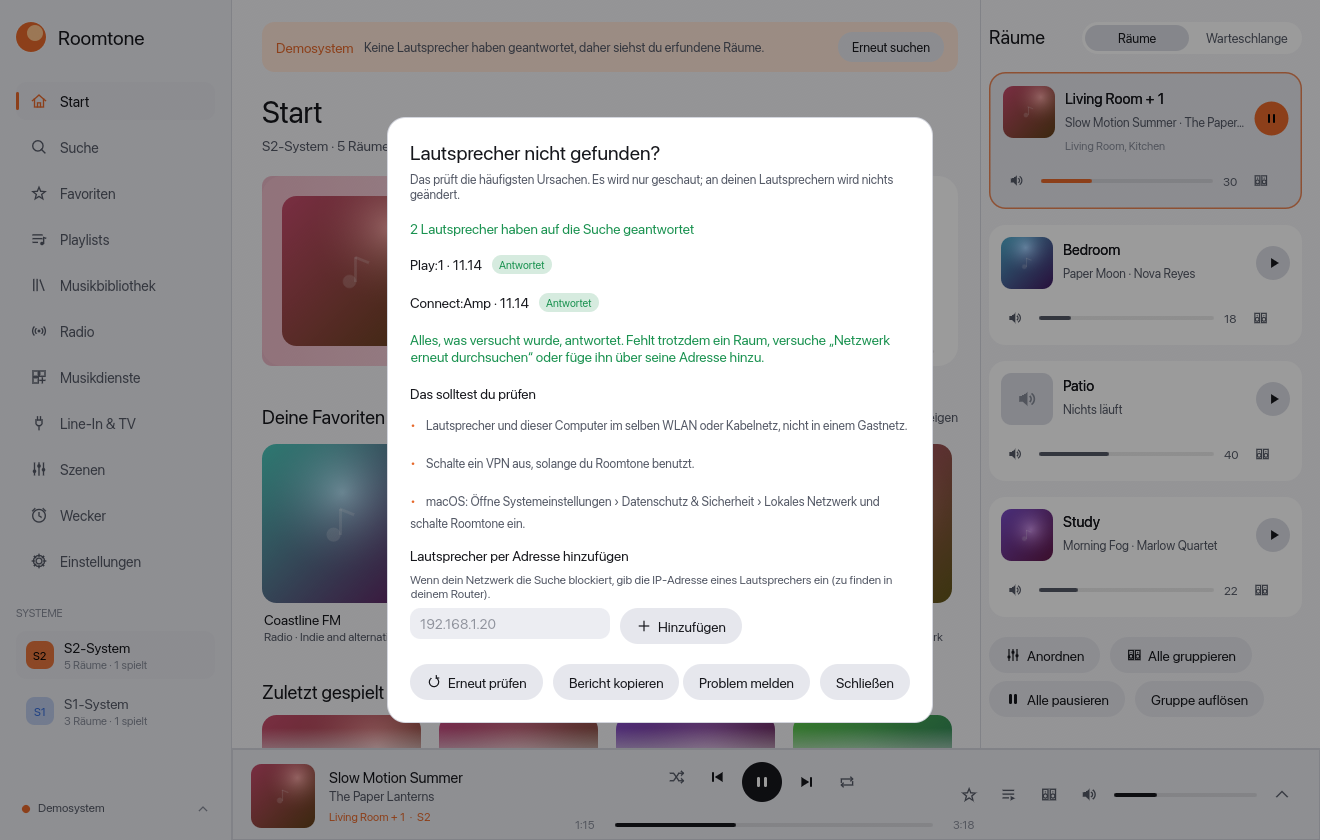 Roomtone
Start
Suche
Favoriten
Playlists
Musikbibliothek
Radio
Musikdienste
Line-In & TV
Szenen
Wecker
Einstellungen
SYSTEME
S2
S2-System
5 Räume · 1 spielt
S1
S1-System
3 Räume · 1 spielt
Demosystem
Demosystem Keine Lautsprecher haben geantwortet, daher siehst du erfundene Räume. Erneut suchen
Start
S2-System · 5 Räume
Deine Favoriten
eigen
Coastline FM
Radio · Indie and alternat
rk
Zuletzt gespielt
Lautsprecher nicht gefunden?
Das prüft die häufigsten Ursachen. Es wird nur geschaut; an deinen Lautsprechern wird nichts
geändert.
2 Lautsprecher haben auf die Suche geantwortet
Play:1 · 11.14 Antwortet
Connect:Amp · 11.14 Antwortet
Alles, was versucht wurde, antwortet. Fehlt trotzdem ein Raum, versuche „Netzwerk
erneut durchsuchen“ oder füge ihn über seine Adresse hinzu.
Das solltest du prüfen
• Lautsprecher und dieser Computer im selben WLAN oder Kabelnetz, nicht in einem Gastnetz.
• Schalte ein VPN aus, solange du Roomtone benutzt.
• macOS: Öffne Systemeinstellungen › Datenschutz & Sicherheit › Lokales Netzwerk und
schalte Roomtone ein.
Lautsprecher per Adresse hinzufügen
Wenn dein Netzwerk die Suche blockiert, gib die IP-Adresse eines Lautsprechers ein (zu finden in
deinem Router).
192.168.1.20 Hinzufügen
Erneut prüfen Bericht kopieren Problem melden Schließen
Räume Räume Warteschlange
Living Room + 1
Slow Motion Summer · The Paper...
Living Room, Kitchen
30
Bedroom
Paper Moon · Nova Reyes
18
Patio
Nichts läuft
40
Study
Morning Fog · Marlow Quartet
22
Anordnen Alle gruppieren
Alle pausieren Gruppe auflösen
Slow Motion Summer
The Paper Lanterns
Living Room + 1 · S2
1:15 3:18